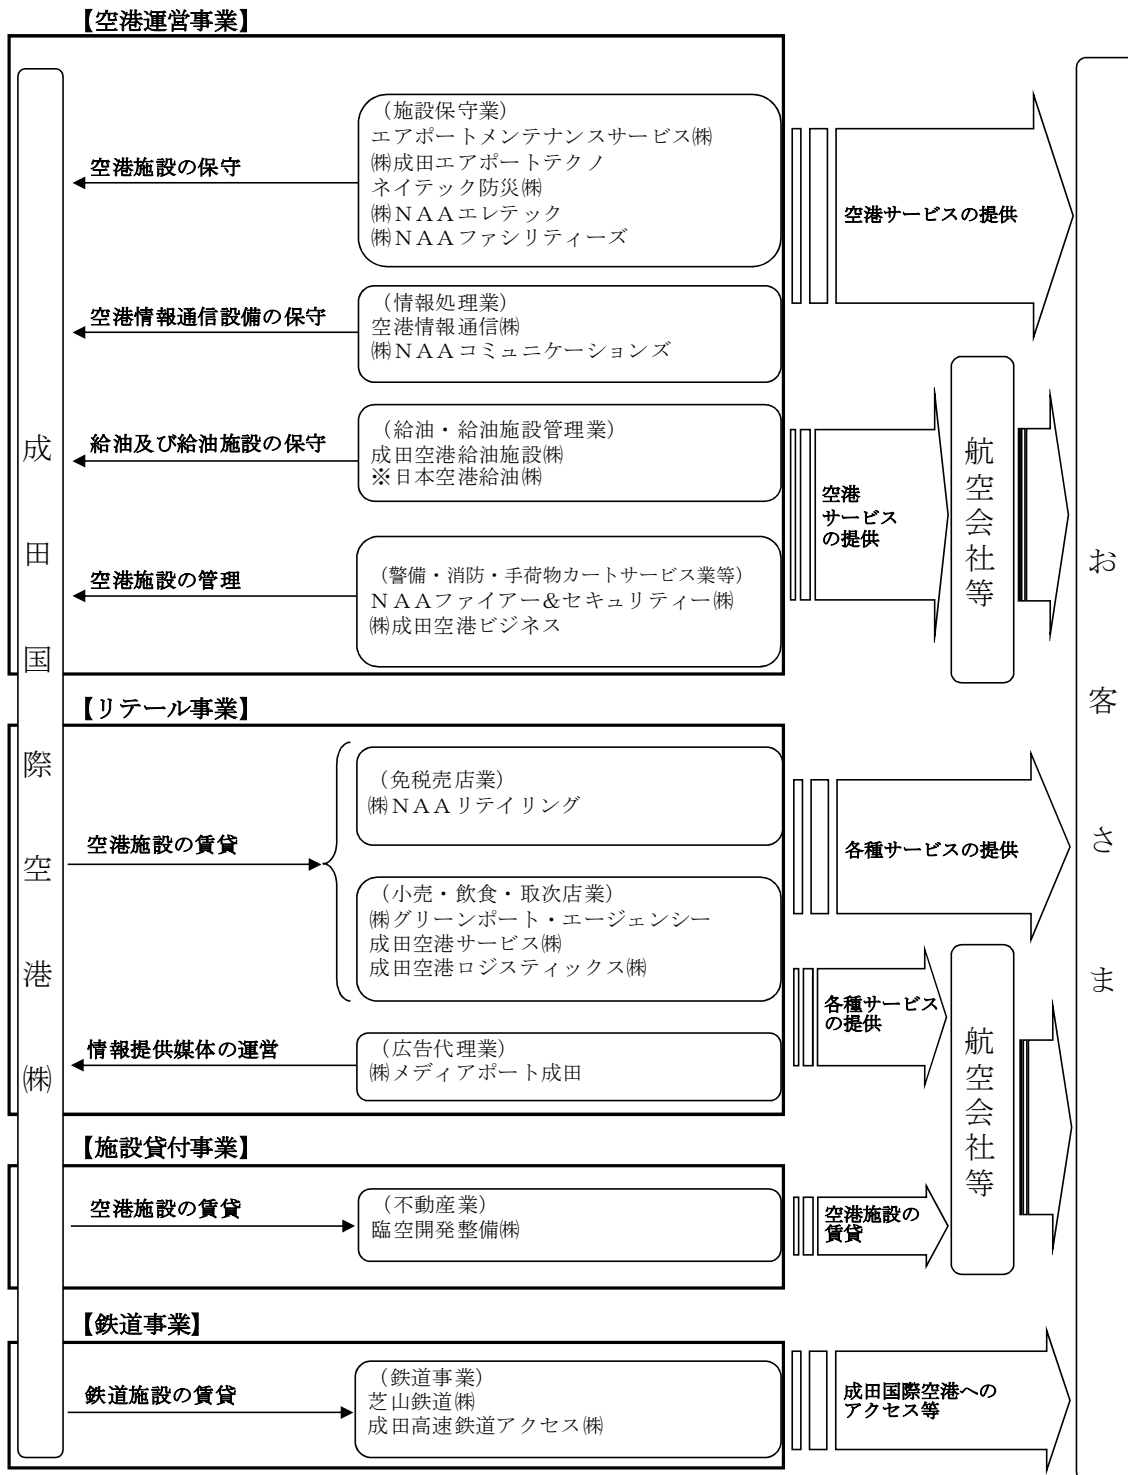 【空港運営事業】
空港施設の保守
（施設保守業）
エアポートメンテナンスサービス㈱
㈱成田エアポートテクノ
ネイテック防災㈱
㈱ＮＡＡエレテック
㈱ＮＡＡファシリティーズ
空港サービスの提供
空港情報通信設備の保守
（情報処理業）
空港情報通信㈱
㈱ＮＡＡコミュニケーションズ
給油及び給油施設の保守
（給油・給油施設管理業）
成田空港給油施設㈱
※日本空港給油㈱
空港
サービス
の提供
航空会社等
空港施設の管理
（警備・消防・手荷物カートサービス業等）
ＮＡＡファイアー&セキュリティー㈱
㈱成田空港ビジネス
成田国際空港㈱
お客さま
【リテール事業】
空港施設の賃貸
（免税売店業）
㈱ＮＡＡリテイリング
各種サービスの提供
（小売・飲食・取次店業）
㈱グリーンポート・エージェンシー
成田空港サービス㈱
成田空港ロジスティックス㈱
各種サービス
の提供
航空会社等
情報提供媒体の運営
（広告代理業）
㈱メディアポート成田
【施設貸付事業】
空港施設の賃貸
（不動産業）
臨空開発整備㈱
空港施設の
賃貸
【鉄道事業】
鉄道施設の賃貸
（鉄道事業）
芝山鉄道㈱
成田高速鉄道アクセス㈱
成田国際空港への
アクセス等